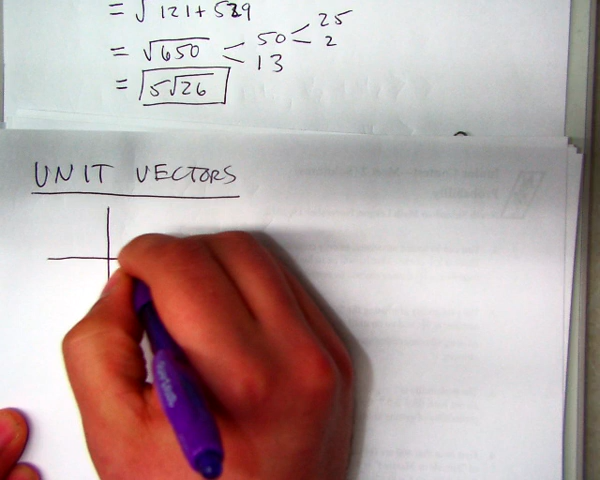 = √121+529
25
= √650 < 50 < 2
13
= 5√26
UNIT VECTORS